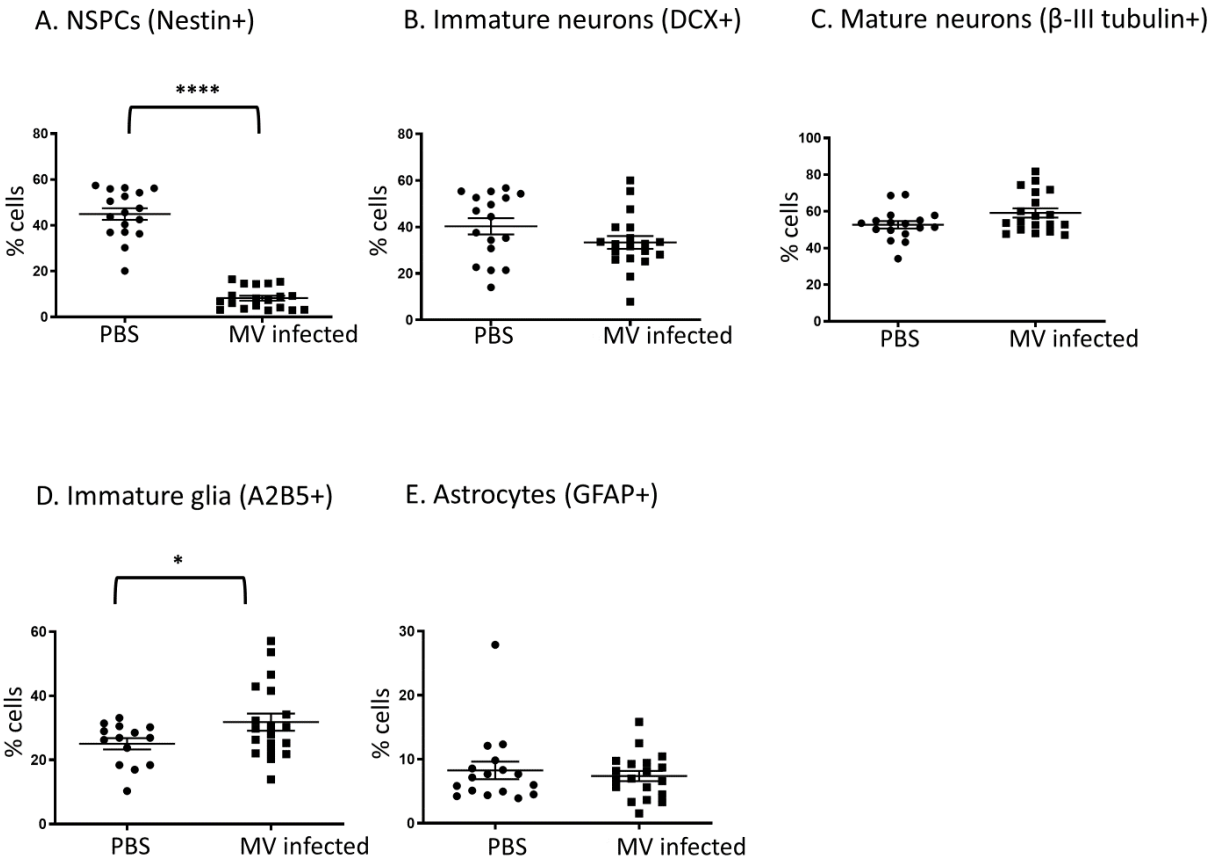 A. NSPCs (Nestin+)
B. Immature neurons (DCX+)
C. Mature neurons (β-III tubulin+)
****
80
60
40
20
0
% cells
PBS
MV infected
80
60
40
20
0
% cells
PBS
MV infected
100
80
60
40
20
0
% cells
PBS
MV infected
D. Immature glia (A2B5+)
E. Astrocytes (GFAP+)
*
60
40
20
0
% cells
PBS
MV infected
30
20
10
0
% cells
PBS
MV infected